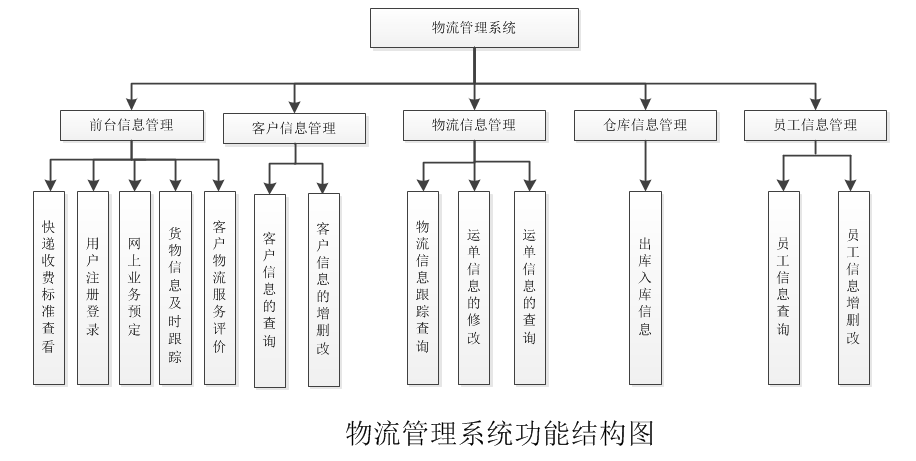 物流管理系统
前台信息管理
客户信息管理
物流信息管理
仓库信息管理
员工信息管理
快递收费标准查看
用户注册登录
网上业务预定
货物信息及时跟踪
客户物流服务评价
客户信息的查询
客户信息的增删改
物流信息跟踪查询
运单信息的修改
运单信息的查询
出库入库信息
员工信息查询
员工信息增删改
物流管理系统功能结构图